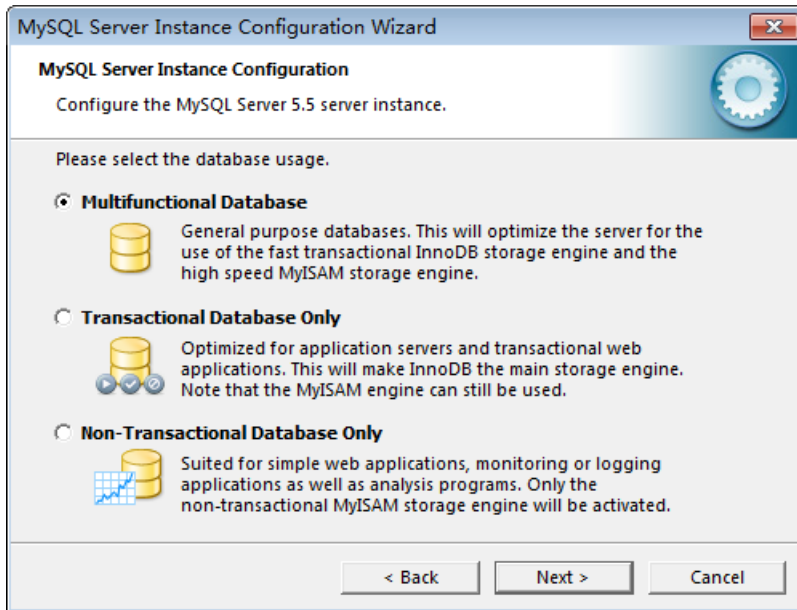 MySQL Server Instance Configuration Wizard
MySQL Server Instance Configuration
Configure the MySQL Server 5.5 server instance.
Please select the database usage.
Multifunctional Database
General purpose databases. This will optimize the server for the
use of the fast transactional InnoDB storage engine and the
high speed MyISAM storage engine.
Transactional Database Only
Optimized for application servers and transactional web
applications. This will make InnoDB the main storage engine.
Note that the MyISAM engine can still be used.
Non-Transactional Database Only
Suited for simple web applications, monitoring or logging
applications as well as analysis programs. Only the
non-transactional MyISAM storage engine will be activated.
< Back Next > Cancel